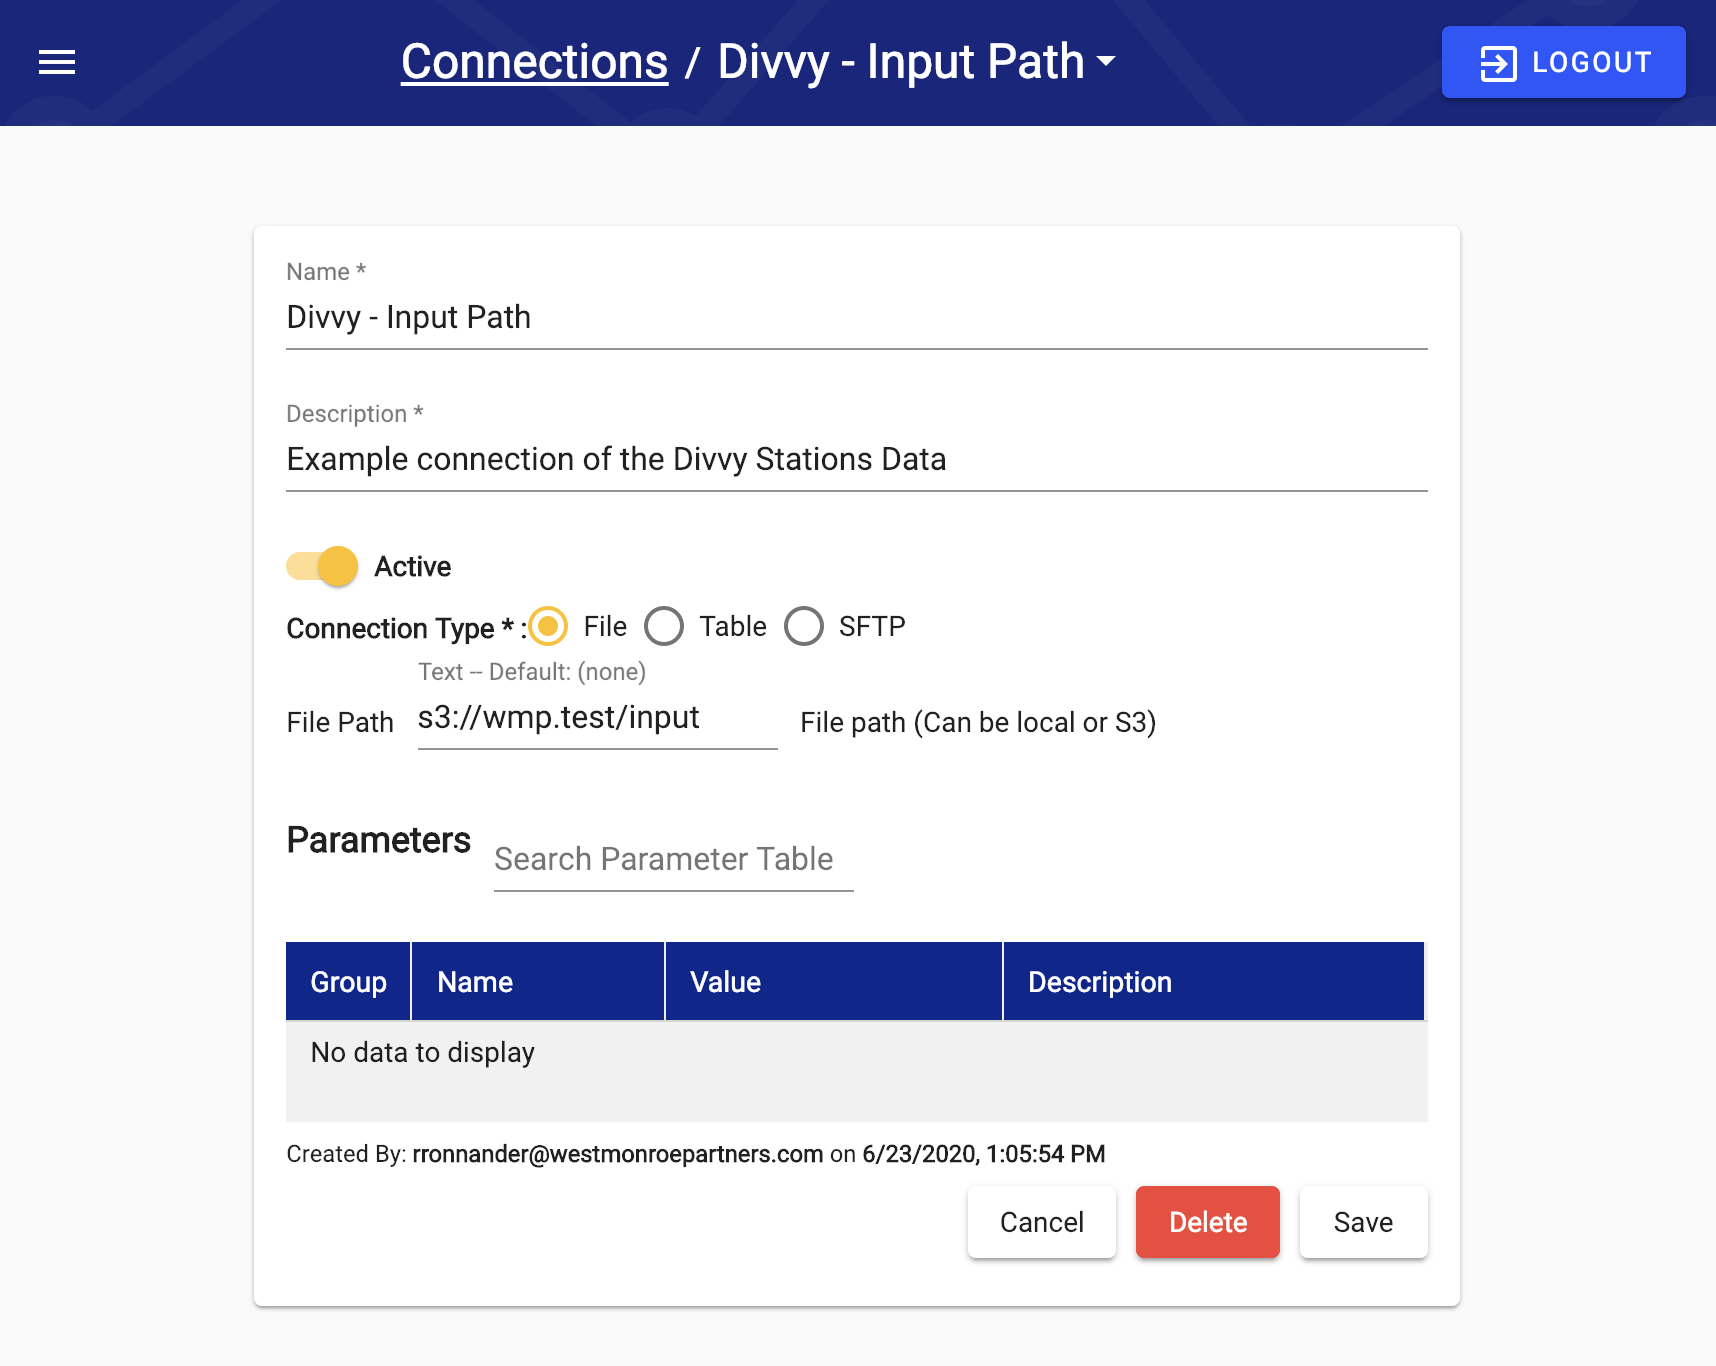 Connections / Divvy - Input Path
LOGOUT
Name *
Divvy - Input Path
Description *
Example connection of the Divvy Stations Data
Active
Connection Type * : File Table SFTP
Text -- Default: (none)
File Path s3://wmp.test/input File path (Can be local or S3)
Parameters Search Parameter Table
Group Name Value Description
No data to display
Created By: rronnander@westmonroepartners.com on 6/23/2020, 1:05:54 PM
Cancel Delete Save